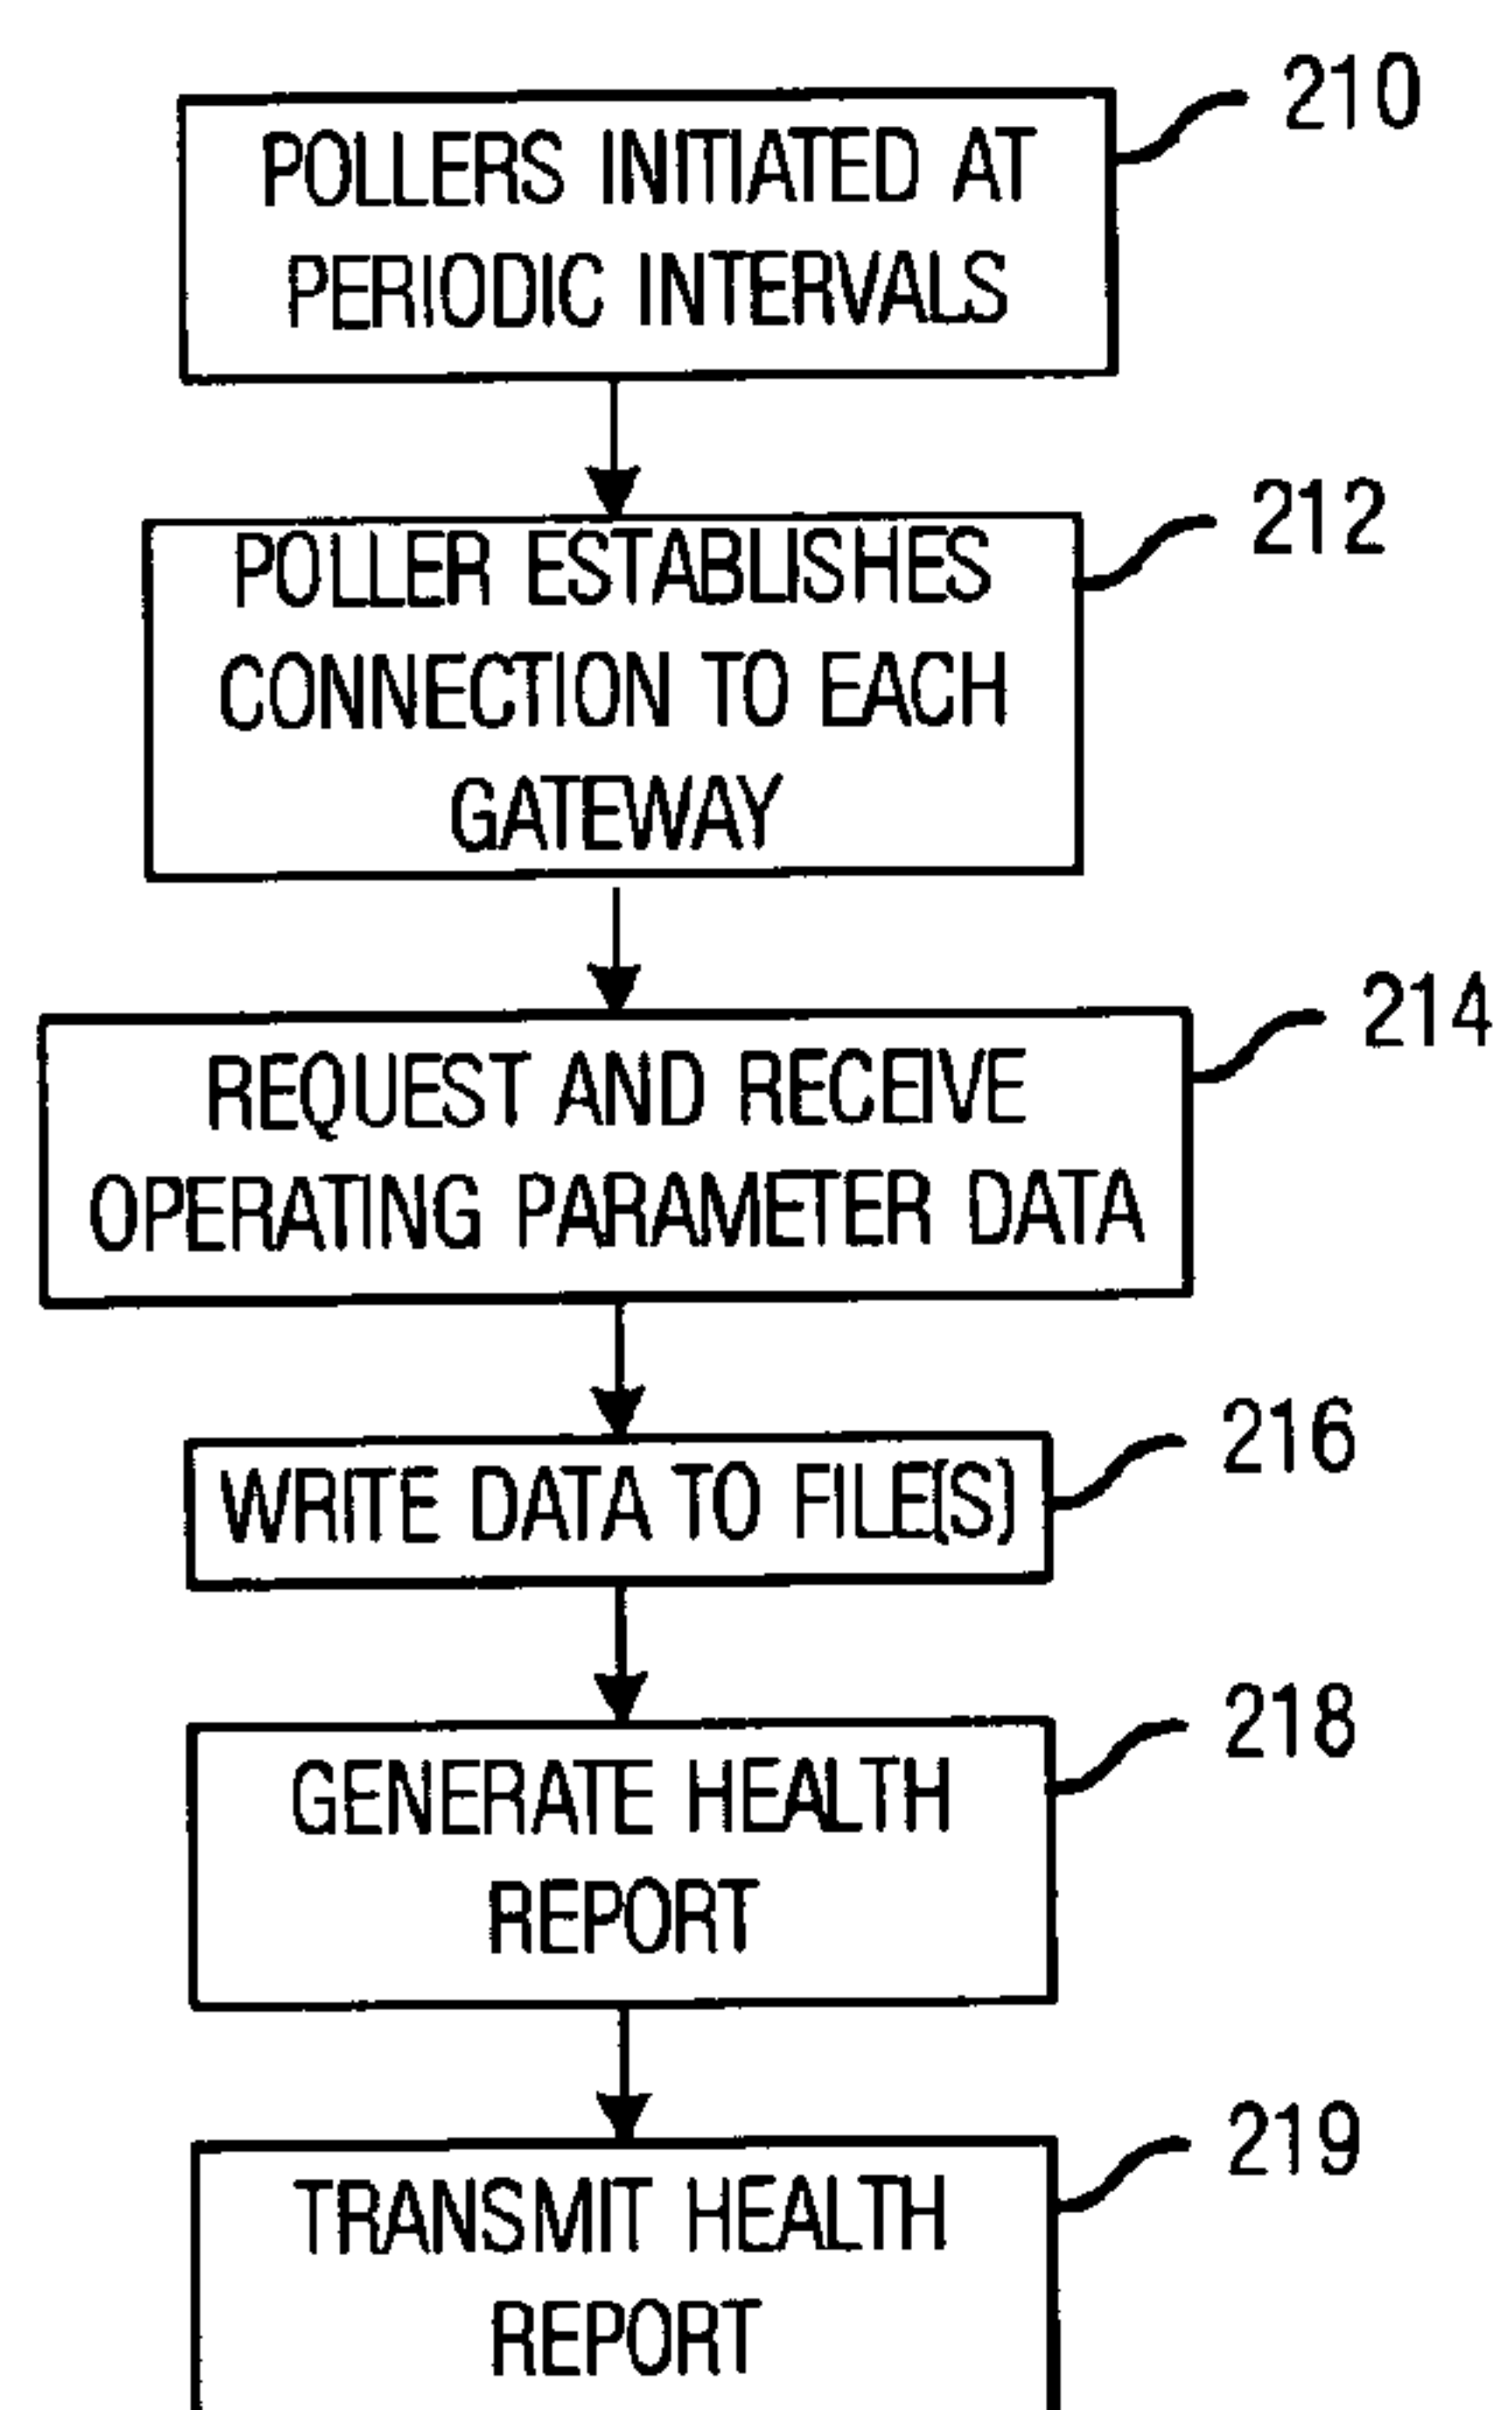 210
POLLERS INITIATED AT
PERIODIC INTERVALS
212
POLLER ESTABLISHES
CONNECTION TO EACH
GATEWAY
214
REQUEST AND RECEIVE
OPERATING PARAMETER DATA
216
WRITE DATA TO FILE(S)
218
GENERATE HEALTH
REPORT
219
TRANSMIT HEALTH
REPORT